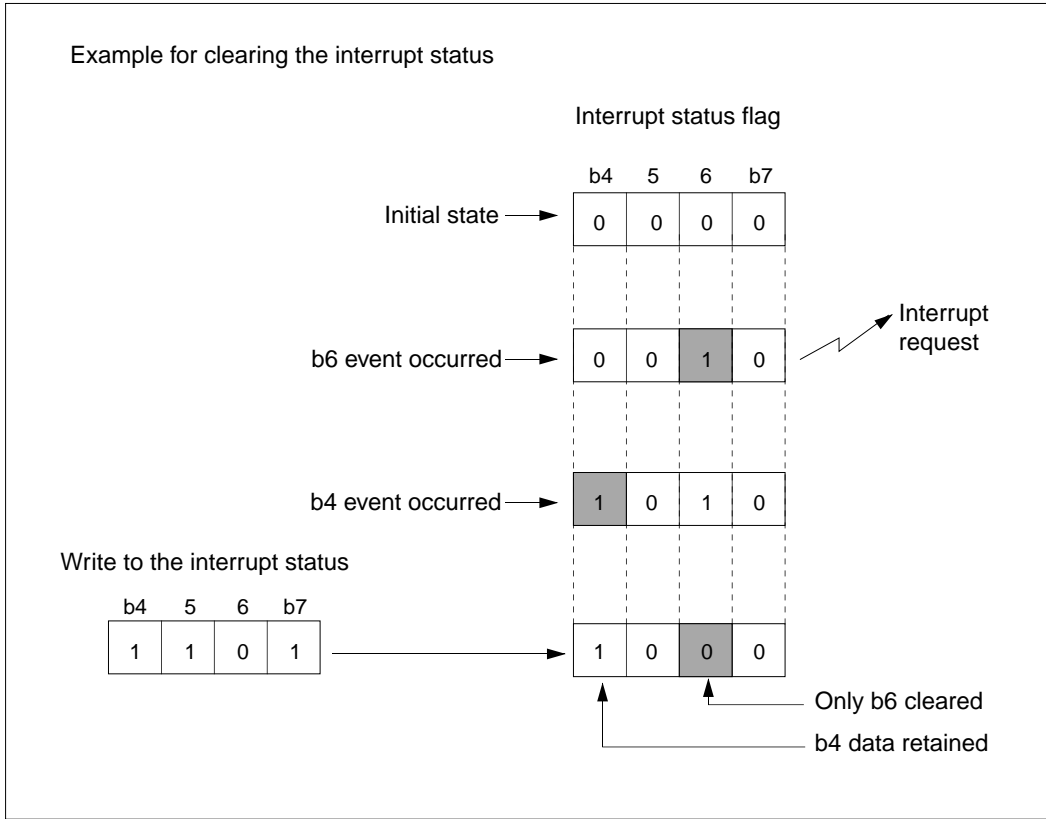 Example for clearing the interrupt status
Interrupt status flag
b4 5 6 b7
Initial state
0 0 0 0
Interrupt
request
b6 event occurred
0 0 1 0
b4 event occurred
1 0 1 0
Write to the interrupt status
b4 5 6 b7
1 1 0 1
1 0 0 0
Only b6 cleared
b4 data retained